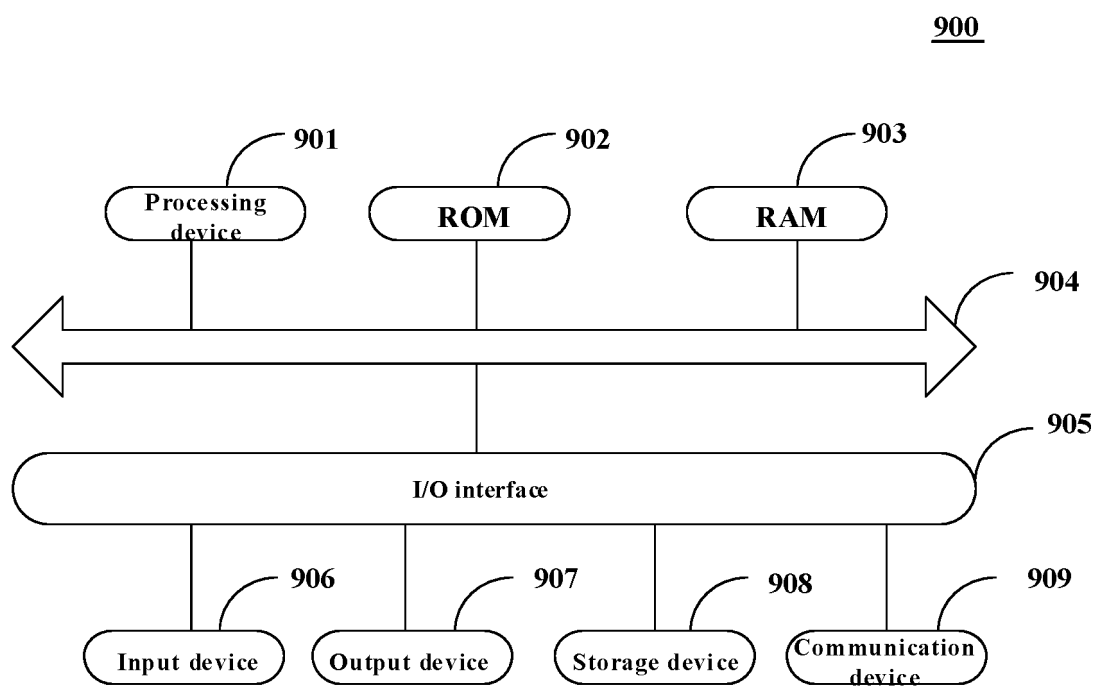 900
901
902
903
Processing
device
ROM
RAM
904
905
I/O interface
906
907
908
909
Input device
Output device
Storage device
Communication
device